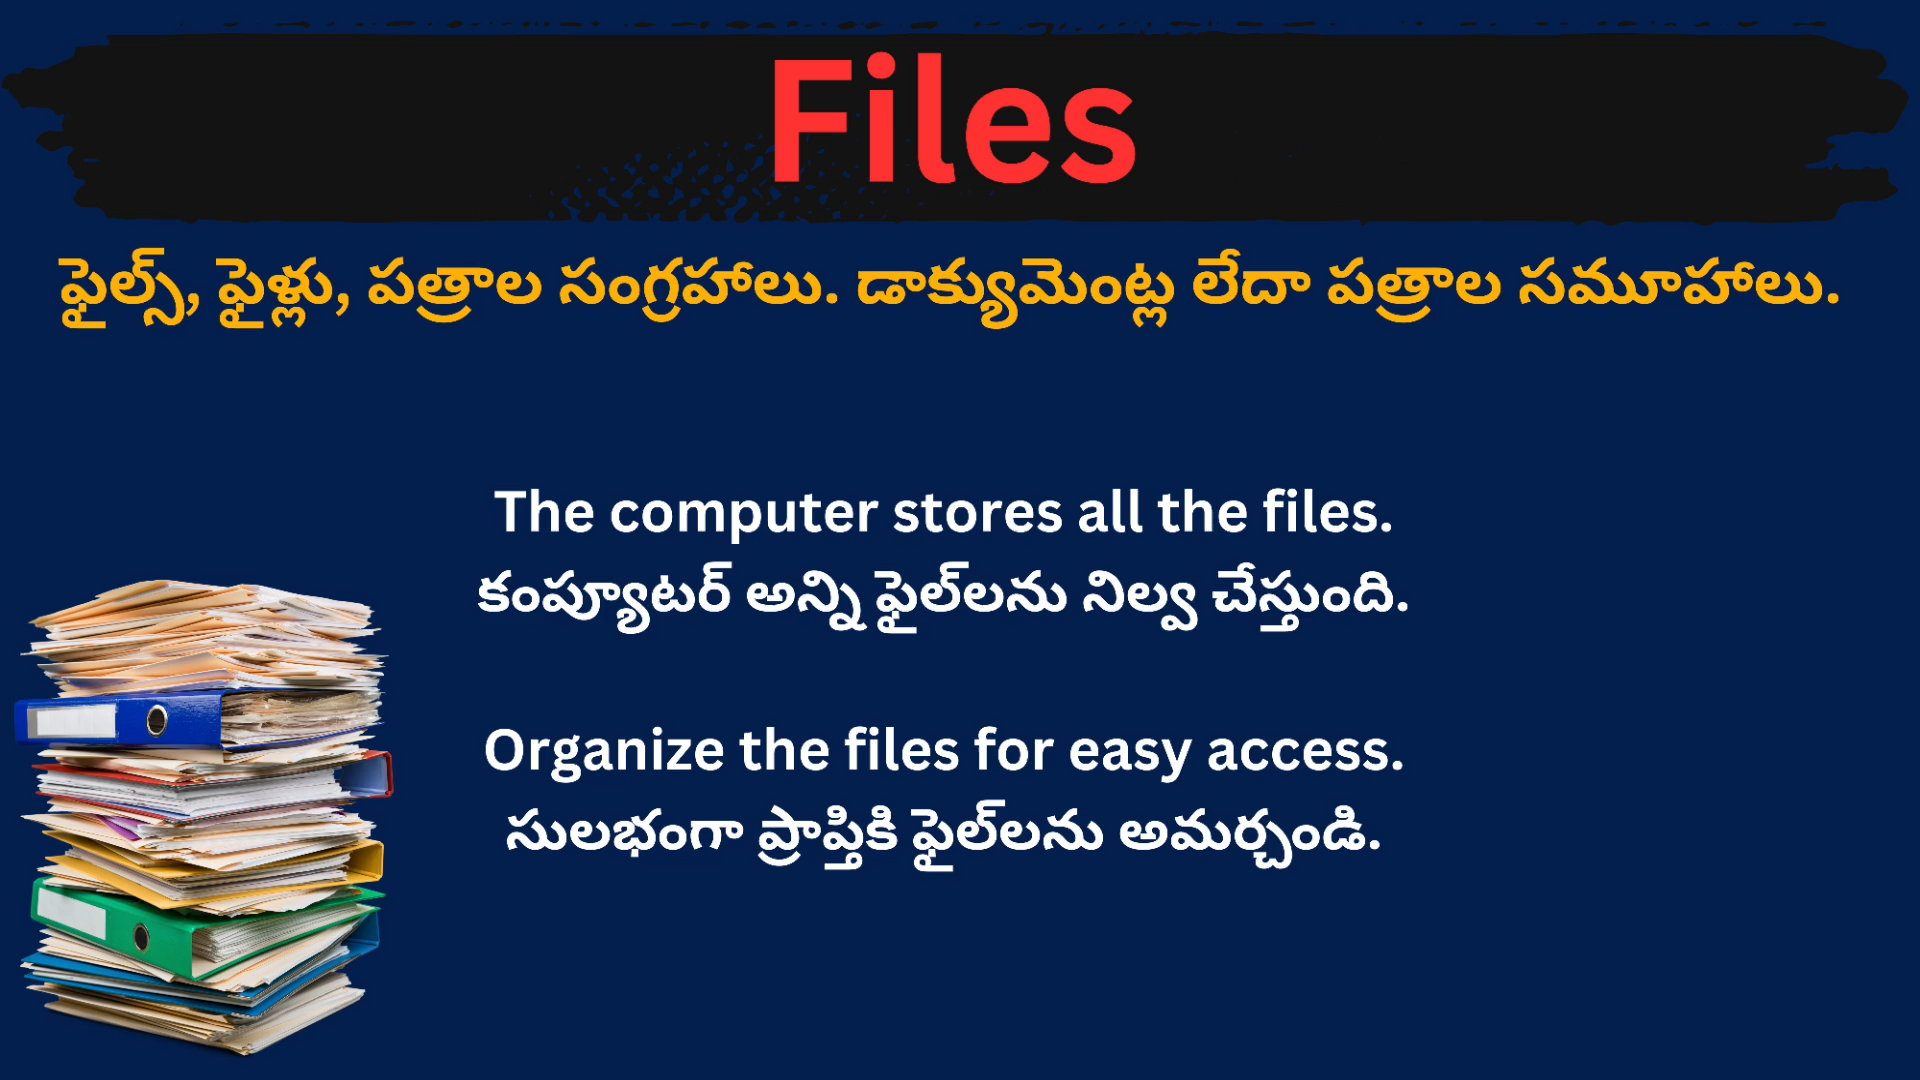 Files
ఫైల్స్, ఫైళ్లు, పత్రాల సంగ్రహాలు. డాక్యుమెంట్ల లేదా పత్రాల సమూహాలు.
The computer stores all the files.
కంప్యూటర్ అన్ని ఫైల్‌లను నిల్వ చేస్తుంది.
Organize the files for easy access.
సులభంగా ప్రాప్తికి ఫైల్‌లను అమర్చండి.